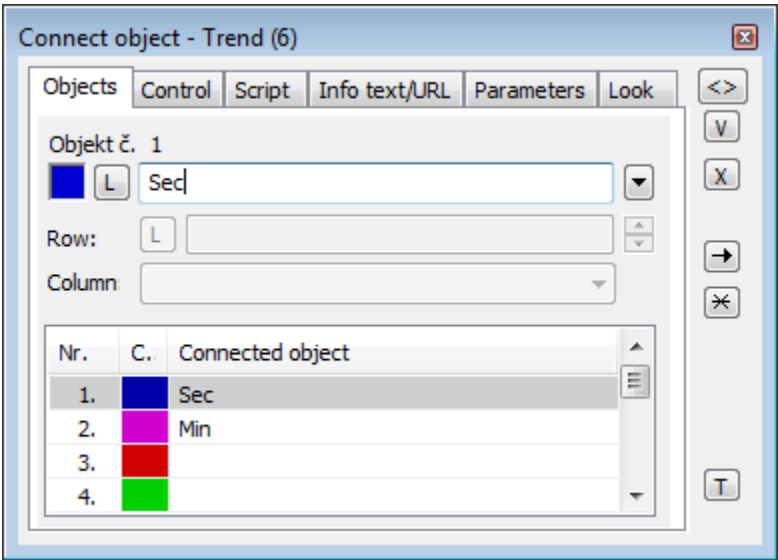 Connect object - Trend (6)
Objects Control Script Info text/URL Parameters Look
<>
V
Objekt č. 1
L Sec
X
Row: L
Column:
Nr. C.. Connected object
1. Sec
2. Min
3.
4.
T